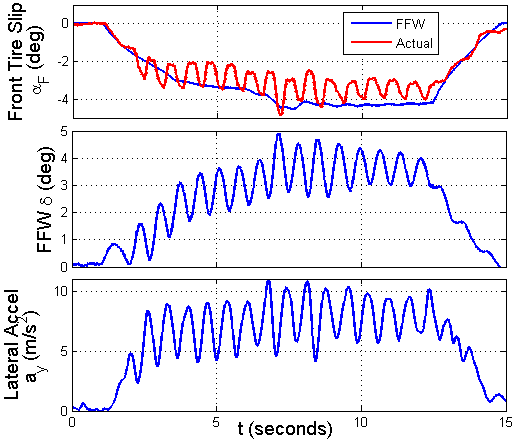 Front Tire Slip
α_F (deg)
0
-2
-4
FFW
Actual
FFW δ (deg)
5
4
3
2
1
0
Lateral Accel
a_y (m/s²)
10
5
0
0
5
10
15
t (seconds)